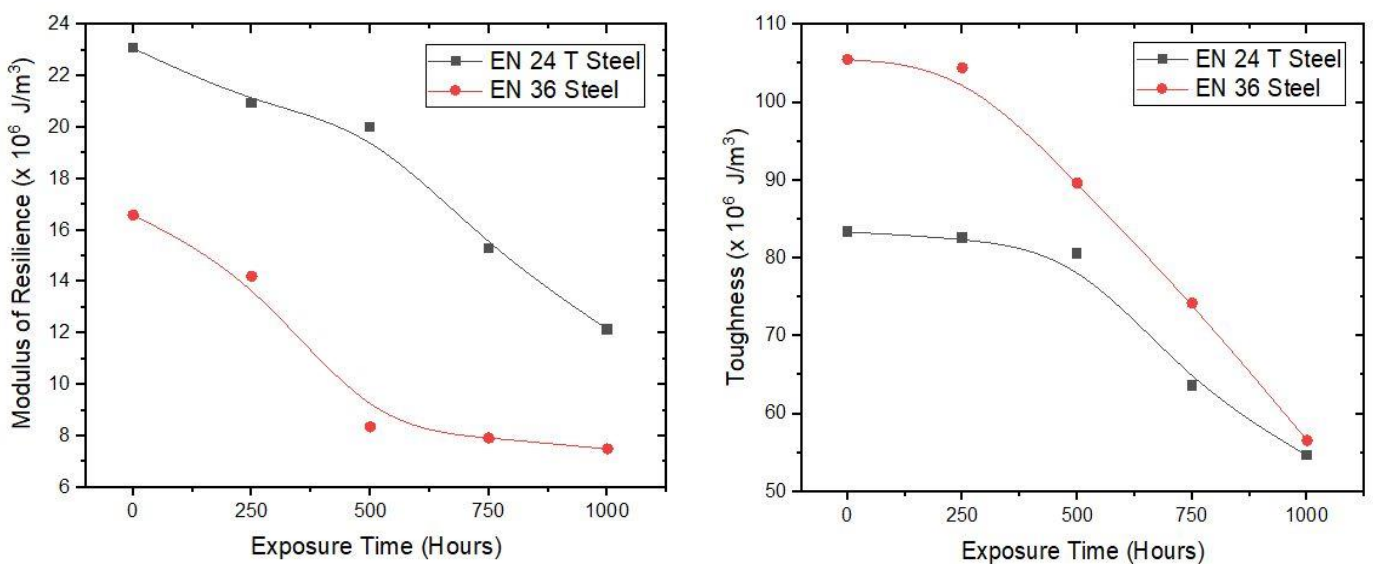 24
22
20
18
16
14
12
10
8
6
Modulus of Resilience (x 10⁶ J/m³)
EN 24 T Steel
EN 36 Steel
0 250 500 750 1000
Exposure Time (Hours)
110
100
90
80
70
60
50
Toughness (x 10⁶ J/m³)
EN 24 T Steel
EN 36 Steel
0 250 500 750 1000
Exposure Time (Hours)